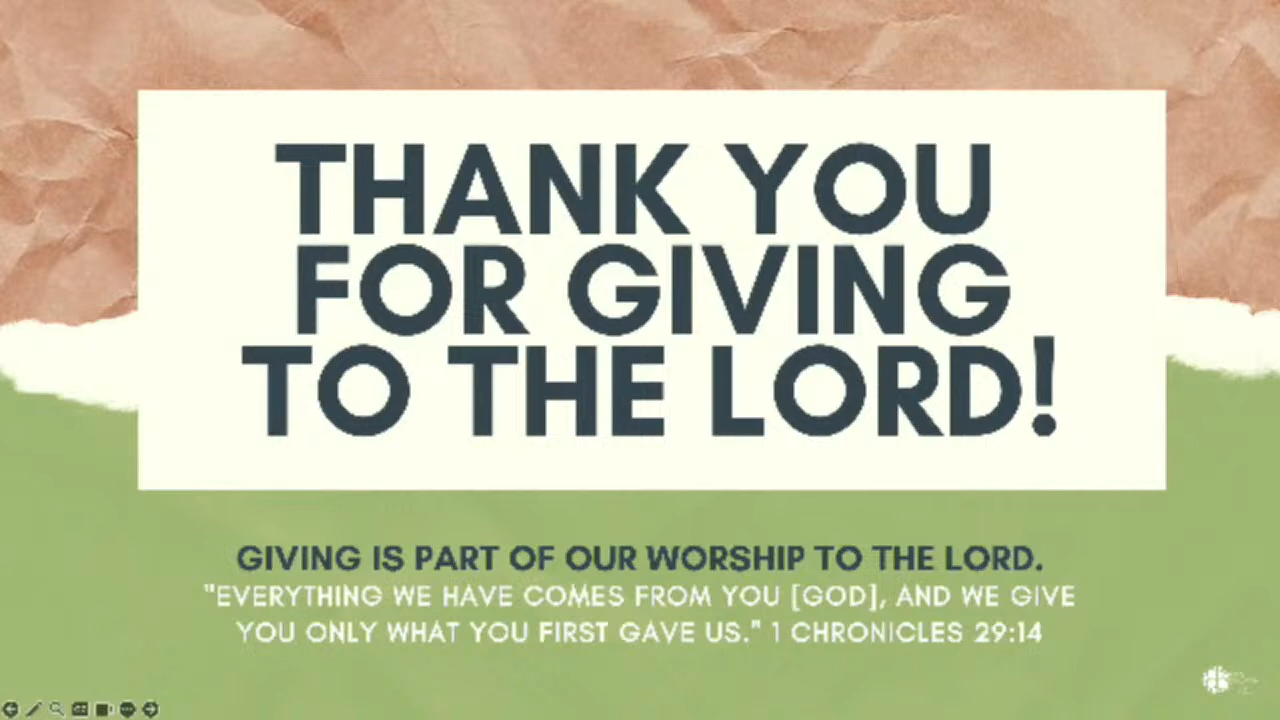 THANK YOU
FOR GIVING
TO THE LORD!
GIVING IS PART OF OUR WORSHIP TO THE LORD.
"EVERYTHING WE HAVE COMES FROM YOU [GOD], AND WE GIVE
YOU ONLY WHAT YOU FIRST GAVE US." 1 CHRONICLES 29:14